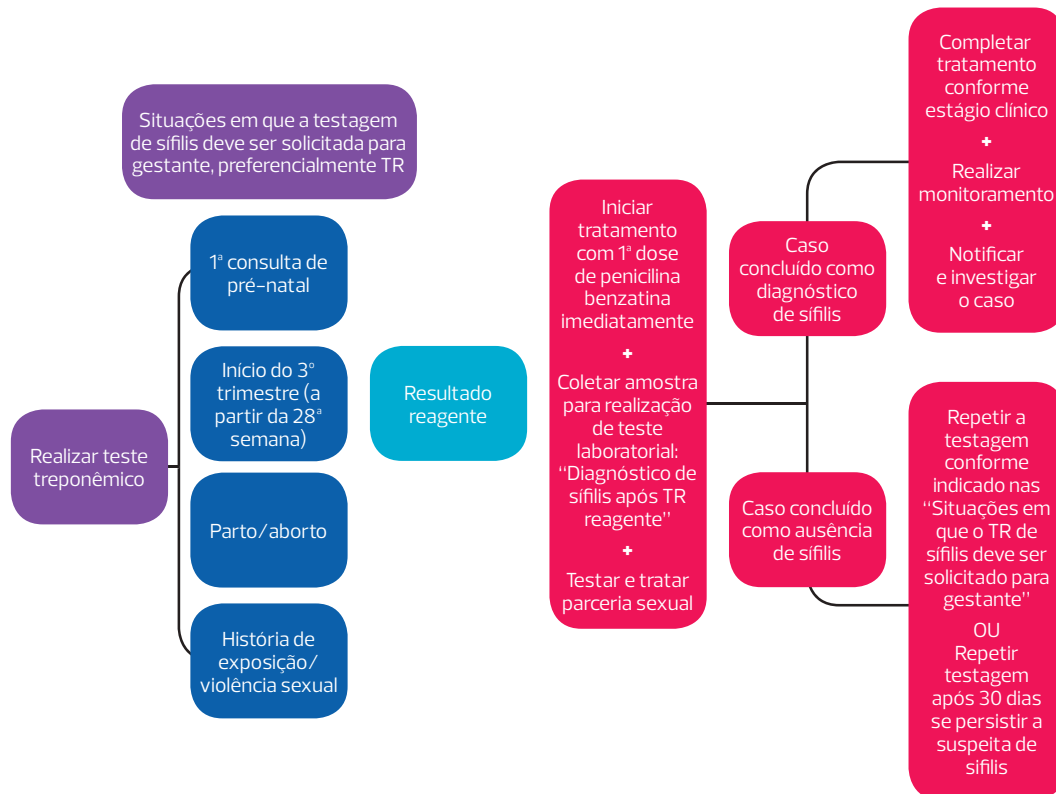 Situações em que a testagem
de sífilis deve ser solicitada para
gestante, preferencialmente TR
Realizar teste
treponêmico
1ª consulta de
pré-natal
Início do 3º
trimestre (a
partir da 28ª
semana)
Parto/aborto
História de
exposição/
violência sexual
Resultado
reagente
Iniciar
tratamento
com 1ª dose
de penicilina
benzatina
imediatamente
+
Coletar amostra
para realização
de teste
laboratorial:
“Diagnóstico de
sífilis após TR
reagente”
+
Testar e tratar
parceria sexual
Caso
concluído como
diagnóstico
de sífilis
Completar
tratamento
conforme
estágio clínico
+
Realizar
monitoramento
+
Notificar
e investigar
o caso
Caso concluído
como ausência
de sífilis
Repetir a
testagem
conforme
indicado nas
“Situações em
que o TR de
sífilis deve ser
solicitado para
gestante”
OU
Repetir
testagem
após 30 dias
se persistir a
suspeita de
sifilis